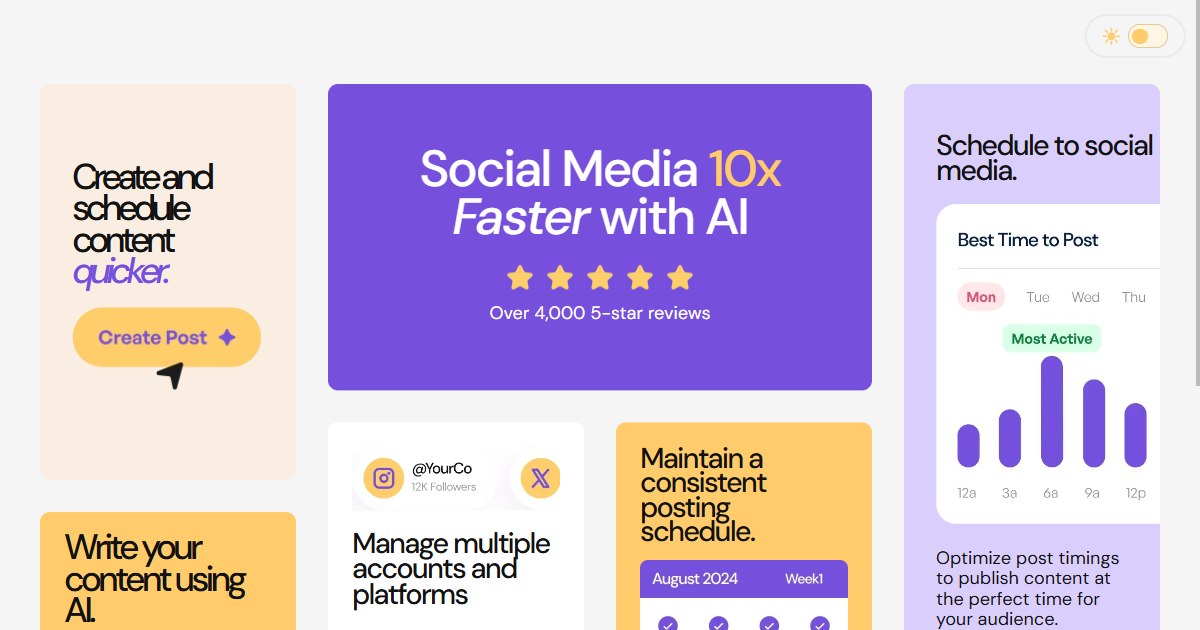 Create and
schedule
content
quicker.
Create Post
Social Media 10x
Faster with AI
Over 4,000 5-star reviews
Schedule to social
media.
Best Time to Post
Mon Tue Wed Thu
Most Active
12a 3a 6a 9a 12p
Optimize post timings
to publish content at
the perfect time for
your audience.
Write your
content using
AI.
@YourCo
12K Followers
Manage multiple
accounts and
platforms
Maintain a
consistent
posting
schedule.
August 2024 Week1